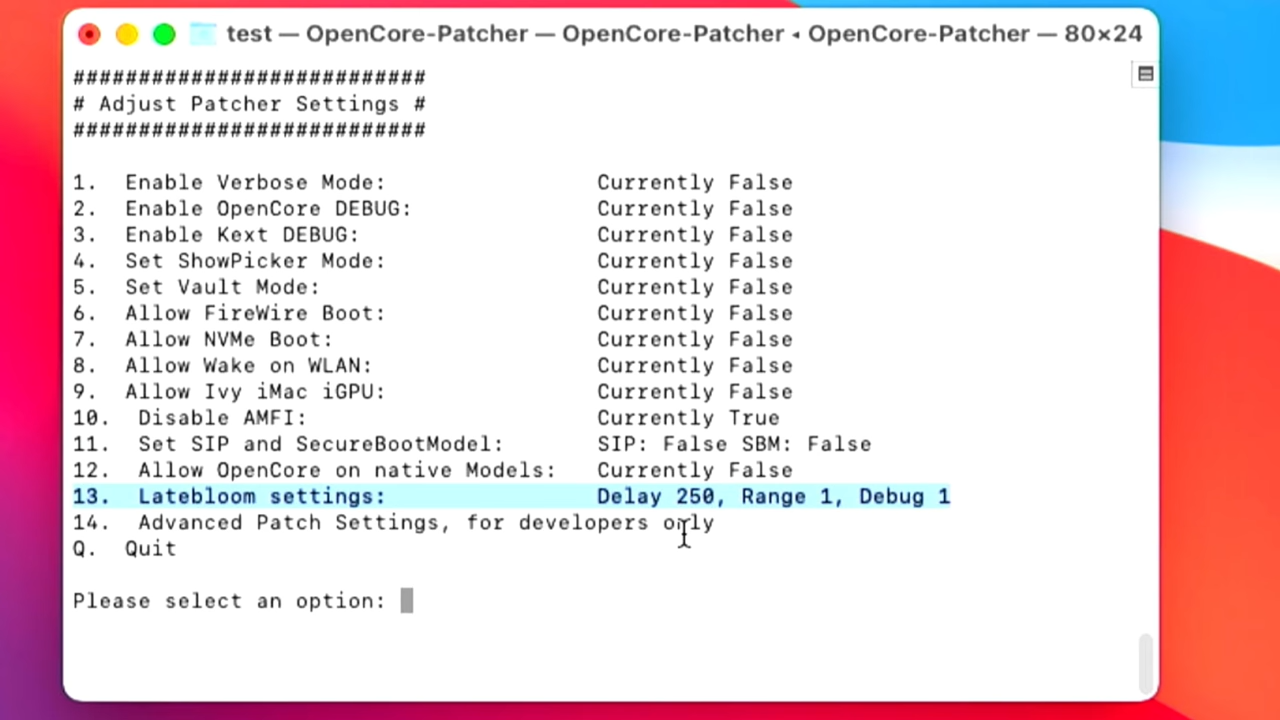 test — OpenCore-Patcher — OpenCore-Patcher ◂ OpenCore-Patcher — 80×24
###########################
# Adjust Patcher Settings #
###########################
1. Enable Verbose Mode: Currently False
2. Enable OpenCore DEBUG: Currently False
3. Enable Kext DEBUG: Currently False
4. Set ShowPicker Mode: Currently False
5. Set Vault Mode: Currently False
6. Allow FireWire Boot: Currently False
7. Allow NVMe Boot: Currently False
8. Allow Wake on WLAN: Currently False
9. Allow Ivy iMac iGPU: Currently False
10. Disable AMFI: Currently True
11. Set SIP and SecureBootModel: SIP: False SBM: False
12. Allow OpenCore on native Models: Currently False
13. Latebloom settings: Delay 250, Range 1, Debug 1
14. Advanced Patch Settings, for developers only
Q. Quit
Please select an option: